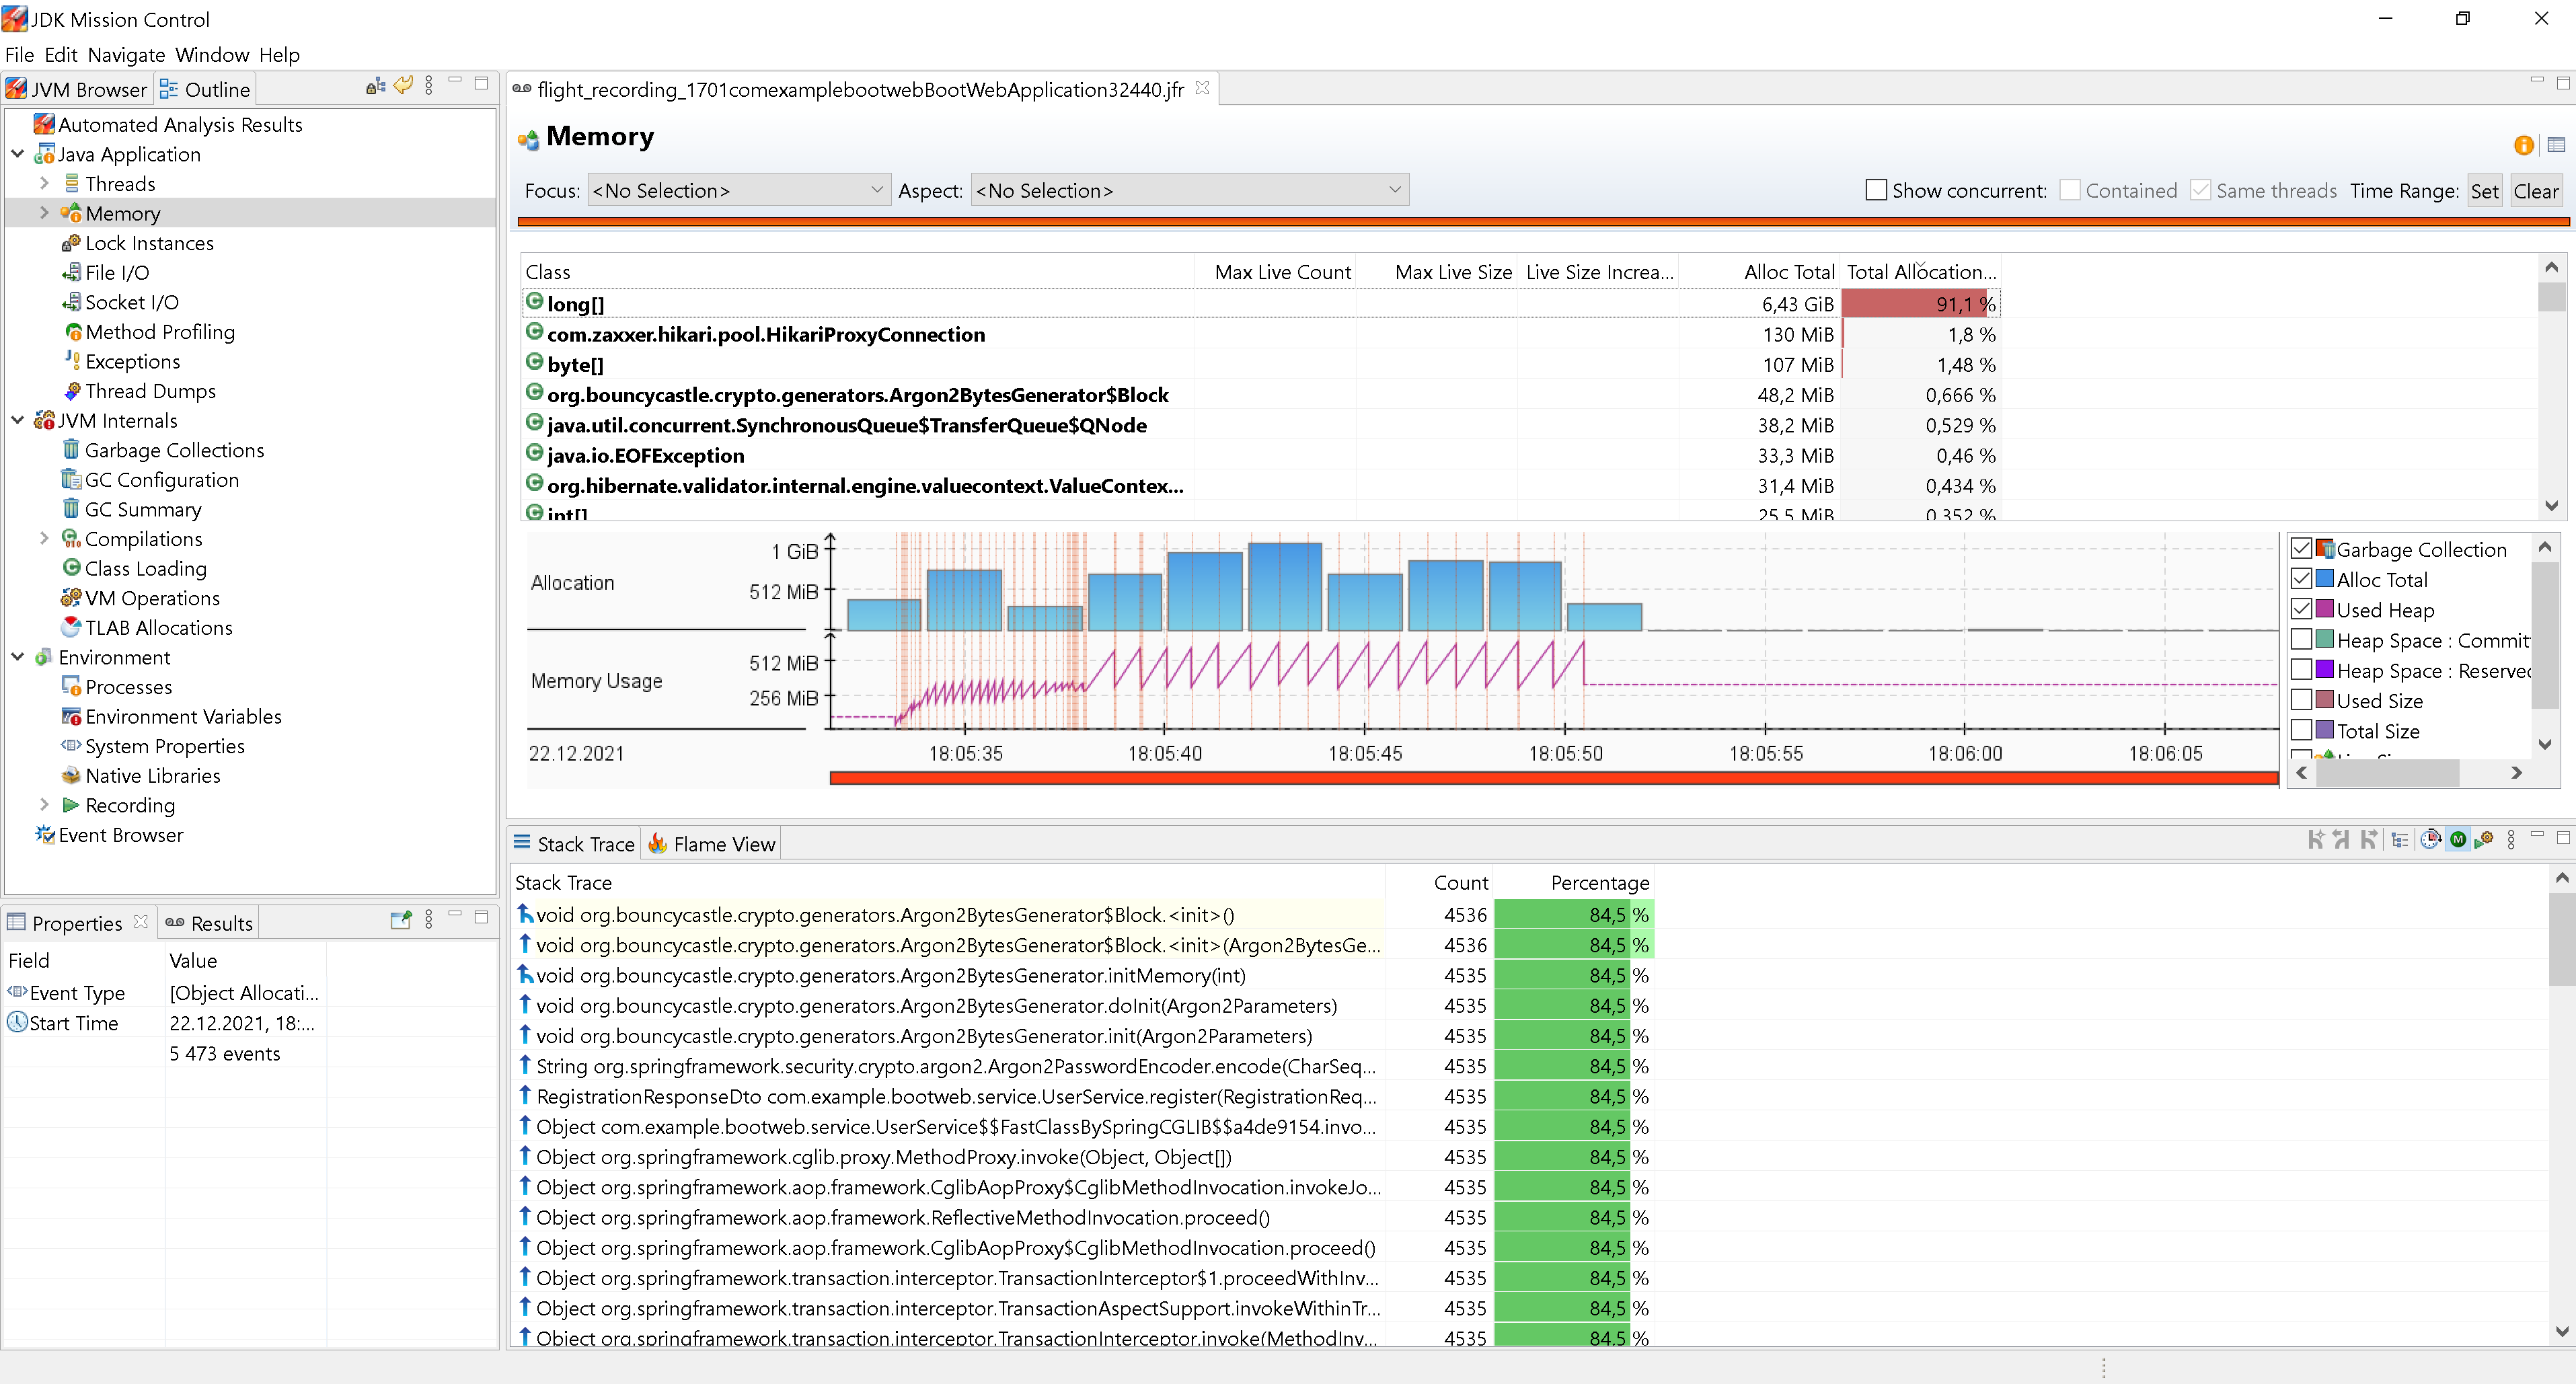 JDK Mission Control
File Edit Navigate Window Help
JVM Browser Outline
Automated Analysis Results
Java Application
Threads
Memory
Lock Instances
File I/O
Socket I/O
Method Profiling
Exceptions
Thread Dumps
JVM Internals
Garbage Collections
GC Configuration
GC Summary
Compilations
Class Loading
VM Operations
TLAB Allocations
Environment
Processes
Environment Variables
System Properties
Native Libraries
Recording
Event Browser
Properties Results
Field Value
Event Type [Object Allocati...
Start Time 22.12.2021, 18:...
5 473 events
flight_recording_1701comexamplebootwebBootWebApplication32440.jfr
Memory
Focus: <No Selection> Aspect: <No Selection> Show concurrent: Contained Same threads Time Range: Set Clear
Class Max Live Count Max Live Size Live Size Increa... Alloc Total Total Allocation...
long[] 6,43 GiB 91,1 %
com.zaxxer.hikari.pool.HikariProxyConnection 130 MiB 1,8 %
byte[] 107 MiB 1,48 %
org.bouncycastle.crypto.generators.Argon2BytesGenerator$Block 48,2 MiB 0,666 %
java.util.concurrent.SynchronousQueue$TransferQueue$QNode 38,2 MiB 0,529 %
java.io.EOFException 33,3 MiB 0,46 %
org.hibernate.validator.internal.engine.valuecontext.ValueContex... 31,4 MiB 0,434 %
int[] 25,5 MiB 0,352 %
1 GiB
Allocation
512 MiB
512 MiB
Memory Usage
256 MiB
22.12.2021 18:05:35 18:05:40 18:05:45 18:05:50 18:05:55 18:06:00 18:06:05
Garbage Collection
Alloc Total
Used Heap
Heap Space : Commit
Heap Space : Reserved
Used Size
Total Size
Stack Trace Flame View
Stack Trace Count Percentage
void org.bouncycastle.crypto.generators.Argon2BytesGenerator$Block.<init>() 4536 84,5 %
void org.bouncycastle.crypto.generators.Argon2BytesGenerator$Block.<init>(Argon2BytesGe... 4536 84,5 %
void org.bouncycastle.crypto.generators.Argon2BytesGenerator.initMemory(int) 4535 84,5 %
void org.bouncycastle.crypto.generators.Argon2BytesGenerator.doInit(Argon2Parameters) 4535 84,5 %
void org.bouncycastle.crypto.generators.Argon2BytesGenerator.init(Argon2Parameters) 4535 84,5 %
String org.springframework.security.crypto.argon2.Argon2PasswordEncoder.encode(CharSeq... 4535 84,5 %
RegistrationResponseDto com.example.bootweb.service.UserService.register(RegistrationReq... 4535 84,5 %
Object com.example.bootweb.service.UserService$$FastClassBySpringCGLIB$$a4de9154.invo... 4535 84,5 %
Object org.springframework.cglib.proxy.MethodProxy.invoke(Object, Object[]) 4535 84,5 %
Object org.springframework.aop.framework.CglibAopProxy$CglibMethodInvocation.invokeJo... 4535 84,5 %
Object org.springframework.aop.framework.ReflectiveMethodInvocation.proceed() 4535 84,5 %
Object org.springframework.aop.framework.CglibAopProxy$CglibMethodInvocation.proceed() 4535 84,5 %
Object org.springframework.transaction.interceptor.TransactionInterceptor$1.proceedWithInv... 4535 84,5 %
Object org.springframework.transaction.interceptor.TransactionAspectSupport.invokeWithinTr... 4535 84,5 %
Object org.springframework.transaction.interceptor.TransactionInterceptor.invoke(MethodInv... 4535 84,5 %